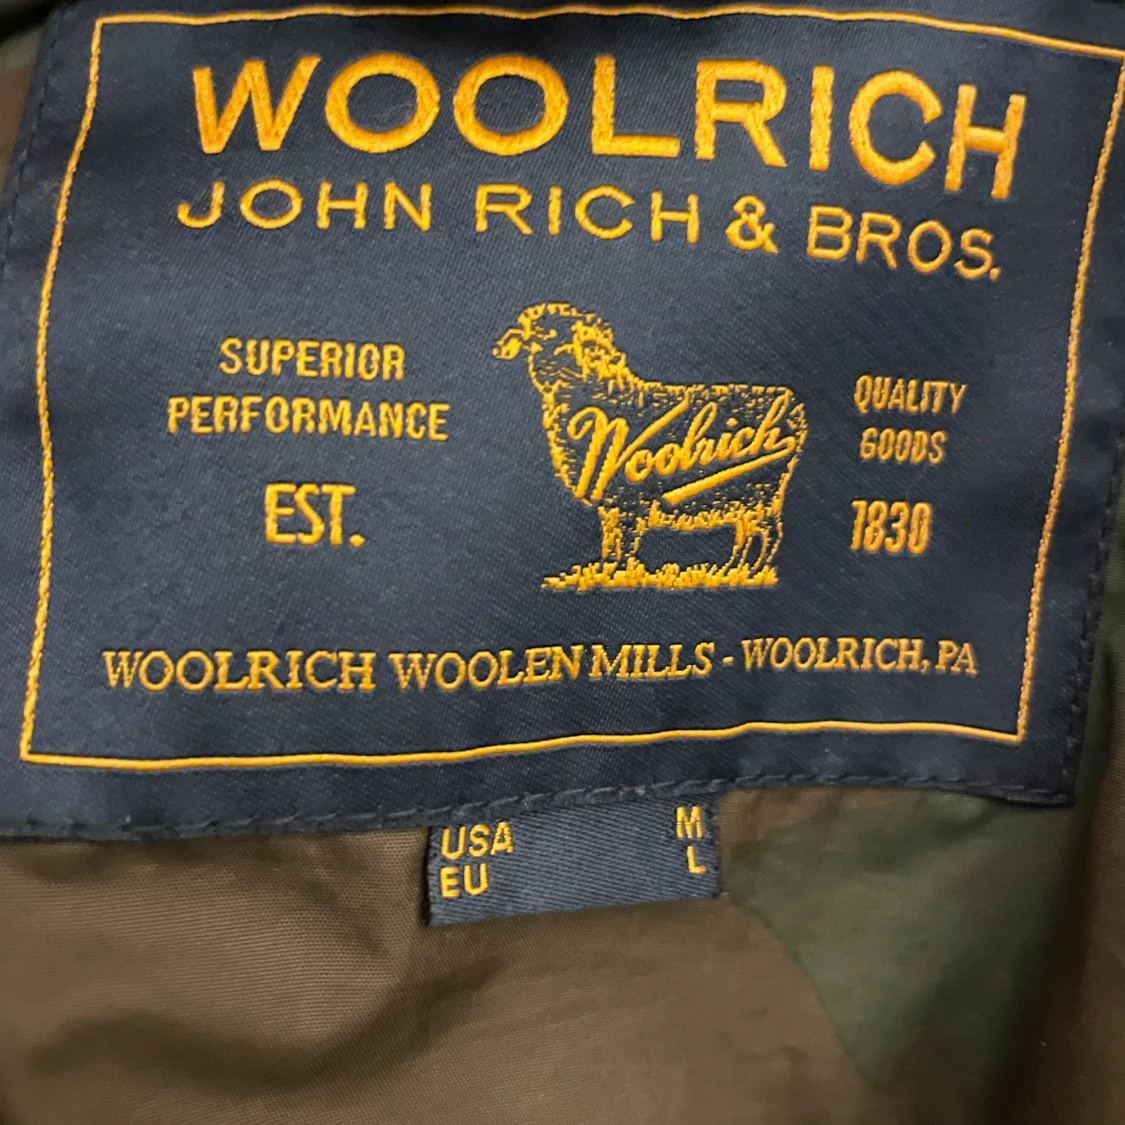 WOOLRICH
JOHN RICH & BROS.
SUPERIOR
PERFORMANCE
EST.
Woolrich
QUALITY
GOODS
1830
WOOLRICH WOOLEN MILLS - WOOLRICH, PA
USA M
EU L